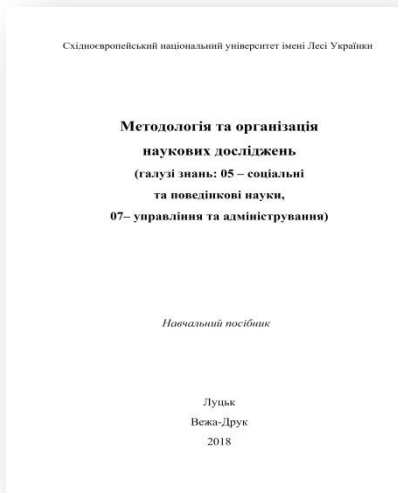 Східноєвропейський національний університет імені Лесі Українки
Методологія та організація
наукових досліджень
(галузі знань: 05 – соціальні
та поведінкові науки,
07– управління та адміністрування)
Навчальний посібник
Луцьк
Вежа-Друк
2018